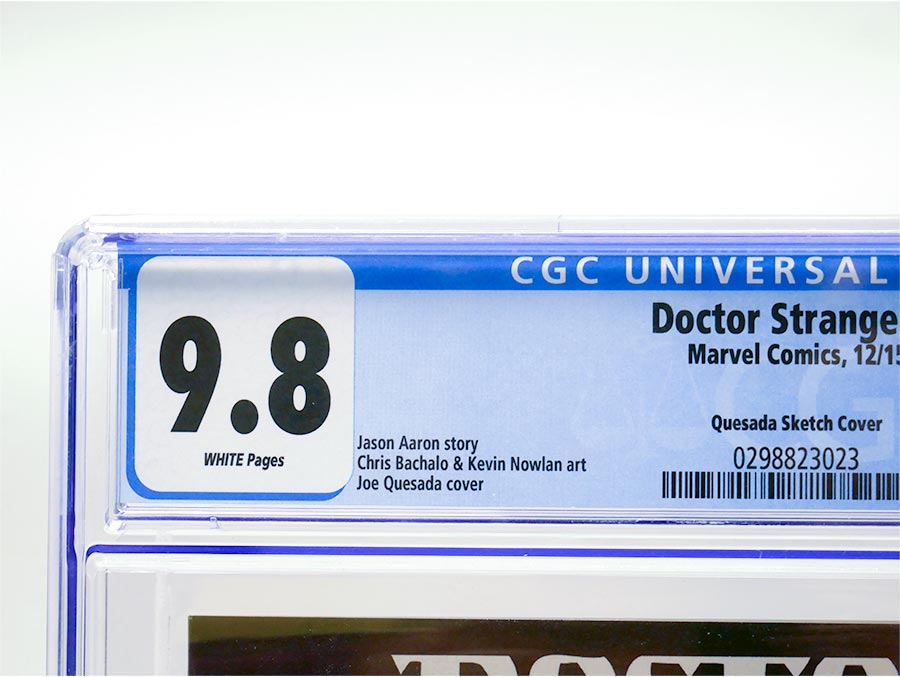 CGC UNIVERSAL
9.8
WHITE Pages
Doctor Strange
Marvel Comics, 12/15
Quesada Sketch Cover
0298823023
Jason Aaron story
Chris Bachalo & Kevin Nowlan art
Joe Quesada cover